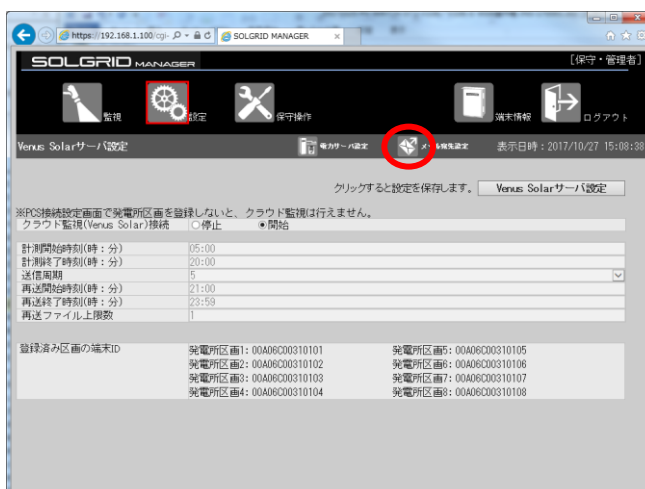 https://192.168.1.100/cgi-
SOLGRID MANAGER ×
SOLGRID MANAGER
[保守・管理者]
監視 設定 保守操作 端末情報 ログアウト
Venus Solarサーバ設定 電力サーバ設定 メール宛先設定 表示日時：2017/10/27 15:08:38
クリックすると設定を保存します。 Venus Solarサーバ設定
※PCS接続設定画面で発電所区画を登録しないと、クラウド監視は行えません。
クラウド監視(Venus Solar)接続 ○停止 ◉開始
計測開始時刻(時：分) 05:00
計測終了時刻(時：分) 20:00
送信周期 5
再送開始時刻(時：分) 21:00
再送終了時刻(時：分) 23:59
再送ファイル上限数 1
登録済み区画の端末ID 発電所区画1：00A06C00310101 発電所区画5：00A06C00310105
発電所区画2：00A06C00310102 発電所区画6：00A06C00310106
発電所区画3：00A06C00310103 発電所区画7：00A06C00310107
発電所区画4：00A06C00310104 発電所区画8：00A06C00310108